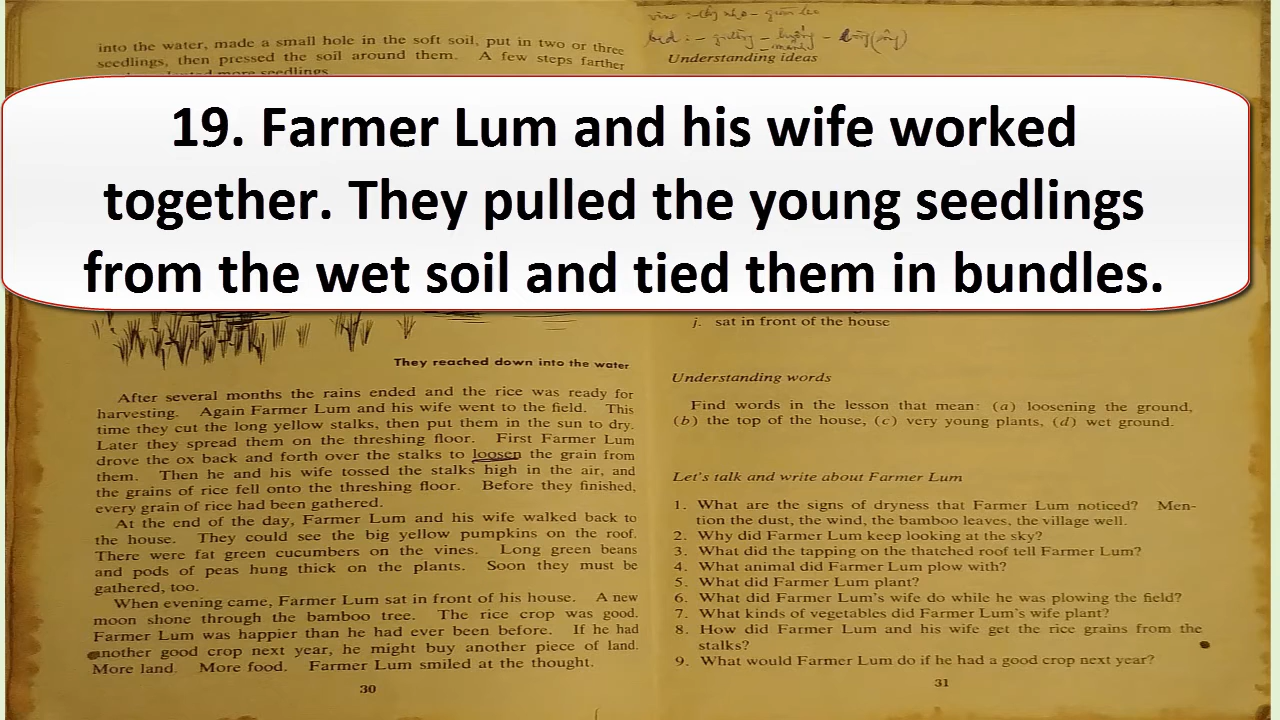 into the water, made a small hole in the soft soil, put in two or three
seedlings, then pressed the soil around them. A few steps farther
more seedlings.
Understanding ideas
19. Farmer Lum and his wife worked
together. They pulled the young seedlings
from the wet soil and tied them in bundles.
They reached down into the water
After several months the rains ended and the rice was ready for
harvesting. Again Farmer Lum and his wife went to the field. This
time they cut the long yellow stalks, then put them in the sun to dry.
Later they spread them on the threshing floor. First Farmer Lum
drove the ox back and forth over the stalks to loosen the grain from
them. Then he and his wife tossed the stalks high in the air, and
the grains of rice fell onto the threshing floor. Before they finished,
every grain of rice had been gathered.
At the end of the day, Farmer Lum and his wife walked back to
the house. They could see the big yellow pumpkins on the roof.
There were fat green cucumbers on the vines. Long green beans
and pods of peas hung thick on the plants. Soon they must be
gathered, too.
When evening came, Farmer Lum sat in front of his house. A new
moon shone through the bamboo tree. The rice crop was good.
Farmer Lum was happier than he had ever been before. If he had
another good crop next year, he might buy another piece of land.
More land. More food. Farmer Lum smiled at the thought.
30
j. sat in front of the house
Understanding words
Find words in the lesson that mean: (a) loosening the ground,
(b) the top of the house, (c) very young plants, (d) wet ground.
Let's talk and write about Farmer Lum
1. What are the signs of dryness that Farmer Lum noticed? Men-
tion the dust, the wind, the bamboo leaves, the village well.
2. Why did Farmer Lum keep looking at the sky?
3. What did the tapping on the thatched roof tell Farmer Lum?
4. What animal did Farmer Lum plow with?
5. What did Farmer Lum plant?
6. What did Farmer Lum's wife do while he was plowing the field?
7. What kinds of vegetables did Farmer Lum's wife plant?
8. How did Farmer Lum and his wife get the rice grains from the
stalks?
9. What would Farmer Lum do if he had a good crop next year?
31